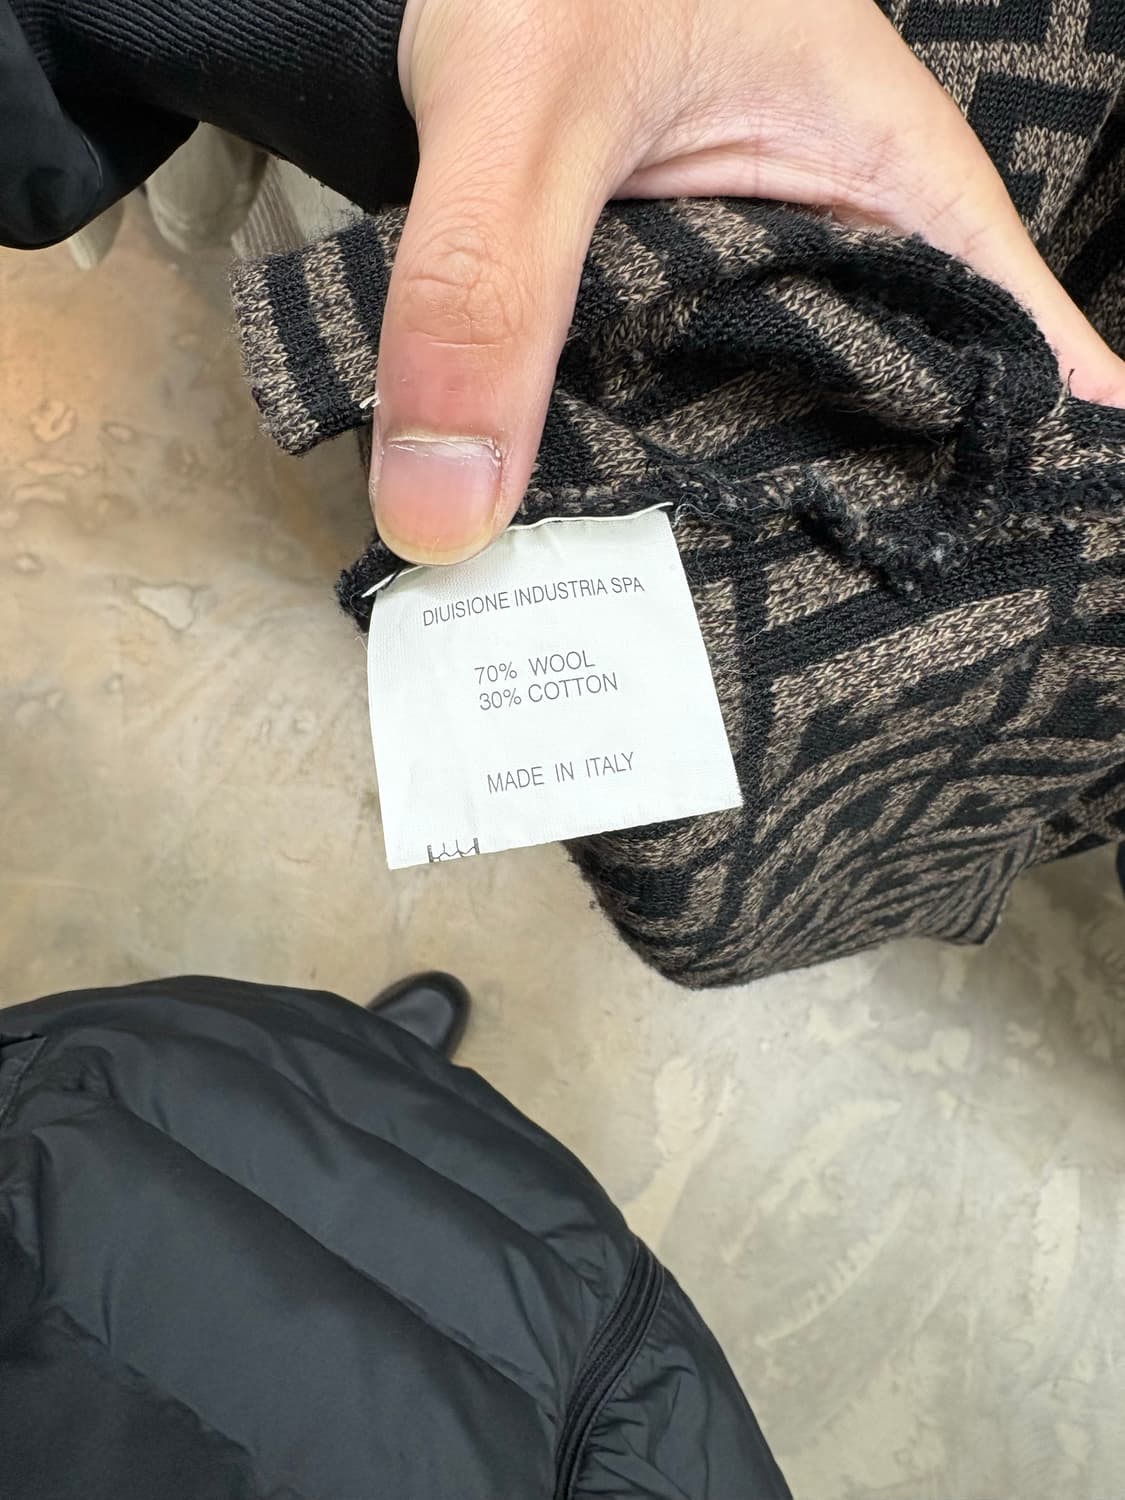 DIUISIONE INDUSTRIA SPA
70% WOOL
30% COTTON
MADE IN ITALY